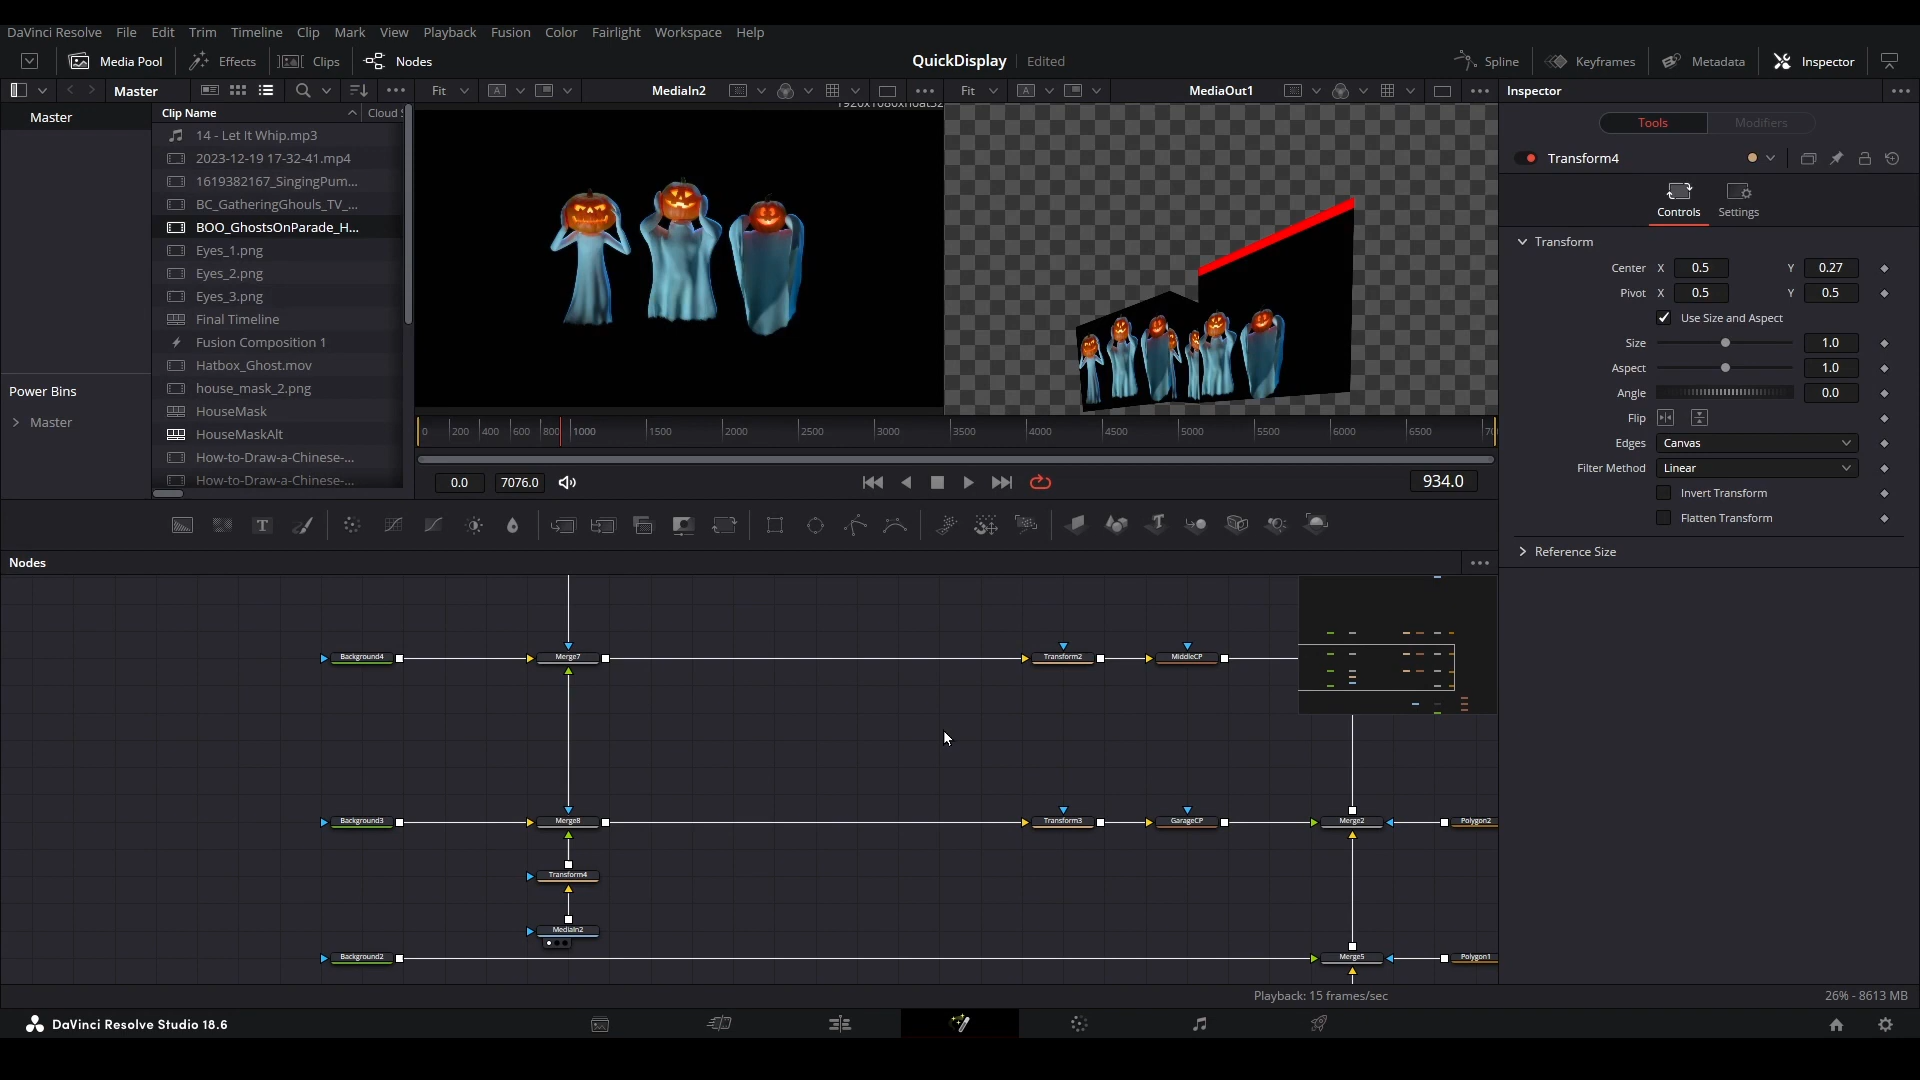 DaVinci Resolve File Edit Trim Timeline Clip Mark View Playback Fusion Color Fairlight Workspace Help
Media Pool Effects Clips Nodes QuickDisplay Edited Spline Keyframes Metadata Inspector
Master Fit A MediaIn2 Fit A MediaOut1 Inspector
Master
Clip Name Cloud S
14 - Let It Whip.mp3
2023-12-19 17-32-41.mp4
1619382167_SingingPum...
BC_GatheringGhouls_TV_...
BOO_GhostsOnParade_H...
Eyes_1.png
Eyes_2.png
Eyes_3.png
Final Timeline
Fusion Composition 1
Hatbox_Ghost.mov
house_mask_2.png
HouseMask
HouseMaskAlt
How-to-Draw-a-Chinese-...
How-to-Draw-a-Chinese-...
Power Bins
Master
1920x1080xfloat32
0 200 400 600 800 1000 1500 2000 2500 3000 3500 4000 4500 5000 5500 6000 6500 70
0.0 7076.0 934.0
Tools Modifiers
Transform4
Controls Settings
Transform
Center X 0.5 Y 0.27
Pivot X 0.5 Y 0.5
Use Size and Aspect
Size 1.0
Aspect 1.0
Angle 0.0
Flip
Edges Canvas
Filter Method Linear
Invert Transform
Flatten Transform
Reference Size
T
Nodes
Background4 Merge7 Transform2 MiddleCP
Background3 Merge8 Transform3 GarageCP Merge2 Polygon2
Transform4
MediaIn2
Background2 Merge5 Polygon1
Playback: 15 frames/sec 26% - 8613 MB
DaVinci Resolve Studio 18.6